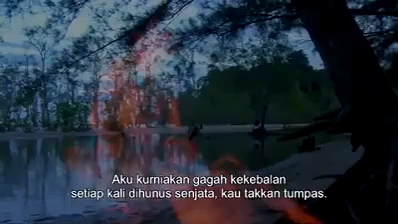 Aku kurniakan gagah kekebalan
setiap kali dihunus senjata, kau takkan tumpas.